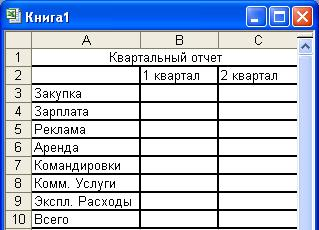 Книга1
A B C
1 Квартальный отчет
2 1 квартал 2 квартал
3 Закупка
4 Зарплата
5 Реклама
6 Аренда
7 Командировки
8 Комм. Услуги
9 Экспл. Расходы
10 Всего